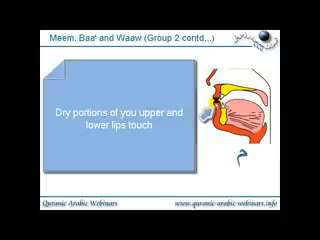 Meem, Baa' and Waaw (Group 2 contd...)
Dry portions of you upper and
lower lips touch
م
Quranic Arabic Webinars
www.quranic-arabic-webinars.info